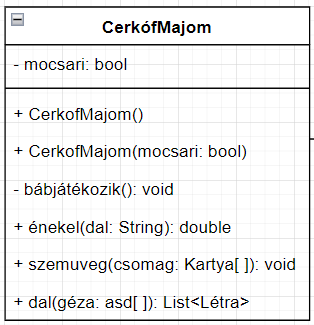 CerkófMajom
- mocsari: bool
+ CerkofMajom()
+ CerkofMajom(mocsari: bool)
- bábjátékozik(): void
+ énekel(dal: String): double
+ szemuveg(csomag: Kartya[ ]): void
+ dal(géza: asd[ ]): List<Létra>